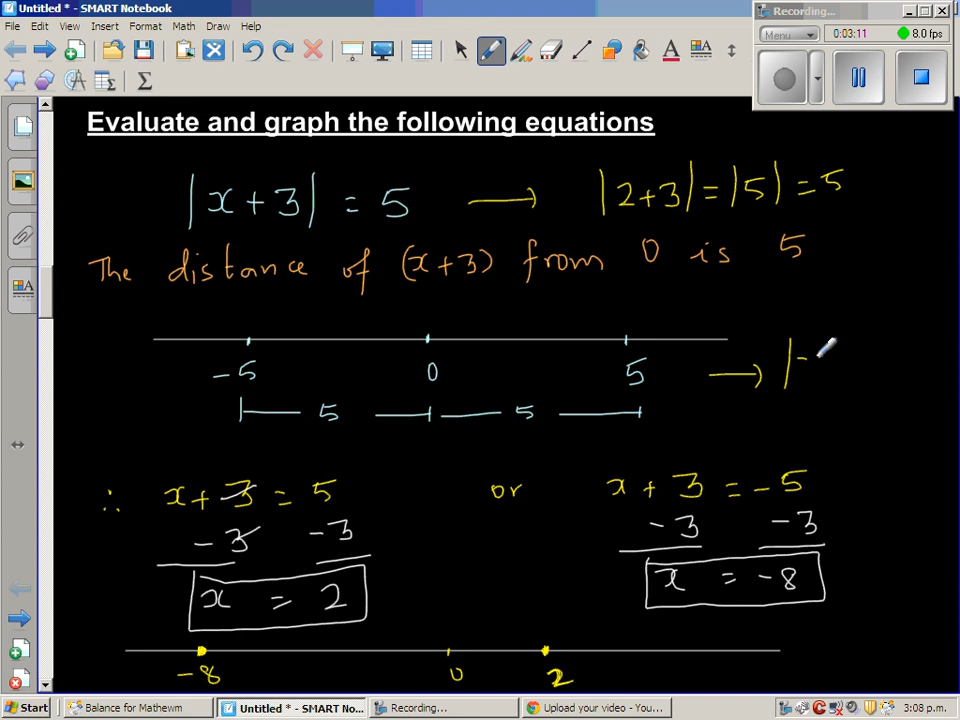 Untitled * - SMART Notebook
Recording...
File Edit View Insert Format Math Draw Help
Menu 0:03:11 8.0 fps
Evaluate and graph the following equations
|x+3| = 5 → |2+3| = |5| = 5
The distance of (x+3) from 0 is 5
-5 0 5 → |-
5 5
∴ x + 3 = 5 or x + 3 = -5
-3 -3 -3 -3
x = 2 x = -8
-8 0 2
Start Balance for Mathewm Untitled * - SMART No... Recording... Upload your video - You... 3:08 p.m.